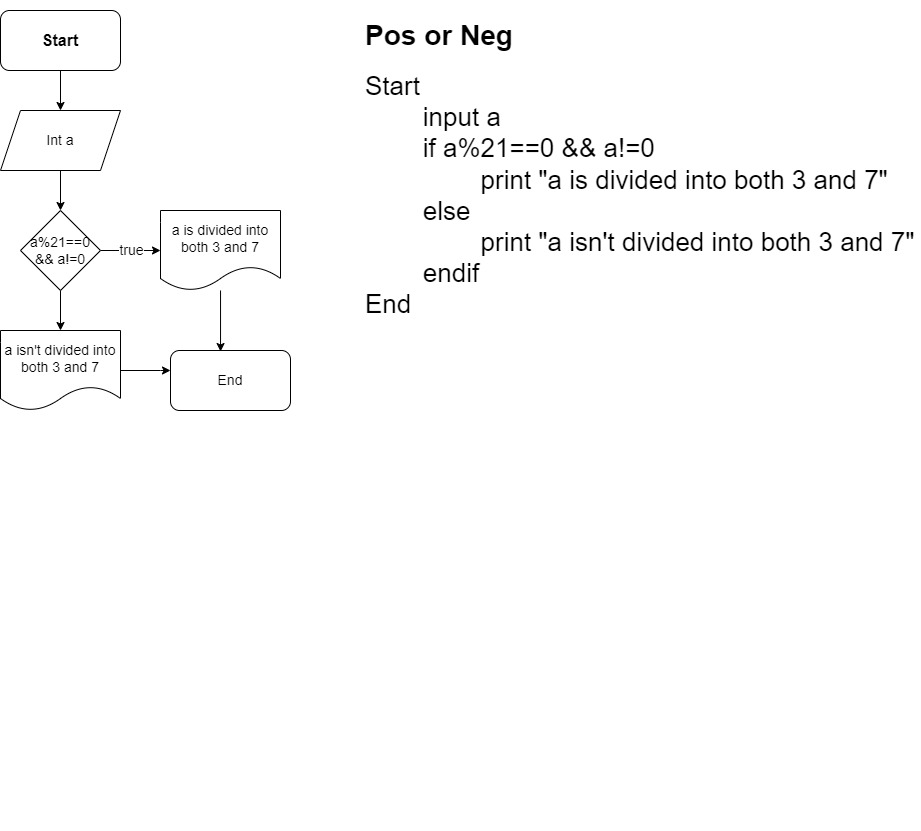 Start
Int a
a%21==0
&& a!=0
true
a is divided into
both 3 and 7
a isn't divided into
both 3 and 7
End
Pos or Neg
Start
input a
if a%21==0 && a!=0
print "a is divided into both 3 and 7"
else
print "a isn't divided into both 3 and 7"
endif
End